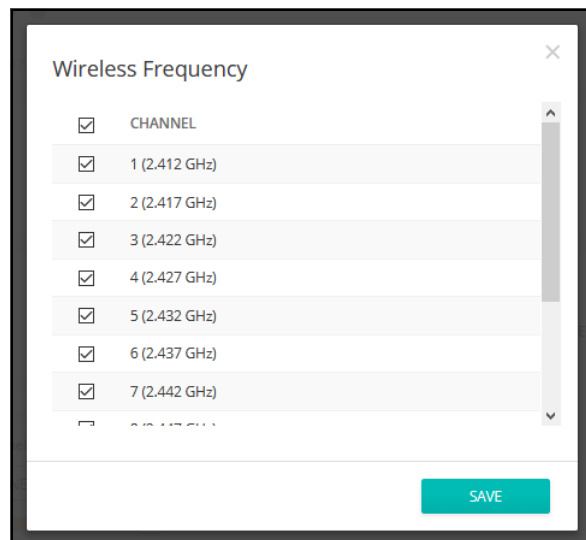 Wireless Frequency
CHANNEL
1 (2.412 GHz)
2 (2.417 GHz)
3 (2.422 GHz)
4 (2.427 GHz)
5 (2.432 GHz)
6 (2.437 GHz)
7 (2.442 GHz)
SAVE